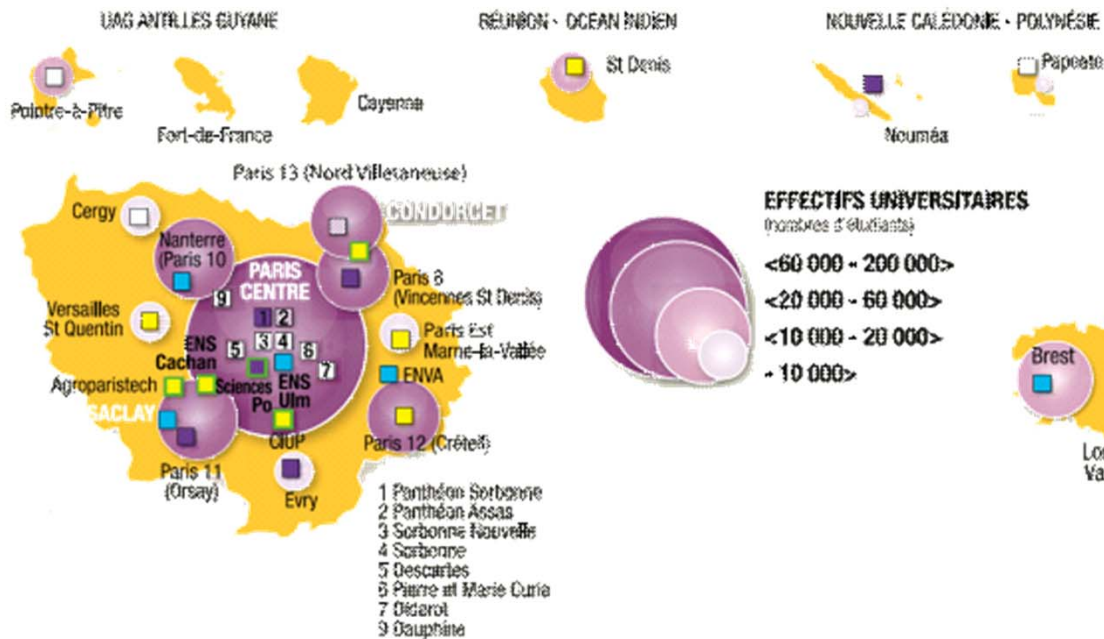 UAG ANTILLES GUYANE
RÉUNION - OCEAN INDIEN
NOUVELLE CALÉDONIE - POLYNÉSIE
Pointre-à-Pitre
Fort-de-France
Cayenne
St Denis
Nouméa
Papeete
Paris 13 (Nord Villetaneuse)
CONDORCET
Cergy
Nanterre
(Paris 10
PARIS
CENTRE
Paris 8
(Vincennes St Denis)
Versailles
St Quentin
9
1 2
3 4
5 6
7
ENS
Cachan
Agroparistech
Sciences
Po
ENS
Ulm
Paris Est
Marne-la-Vallée
ENVA
SACLAY
CIUP
Paris 12 (Créteil)
Paris 11
(Orsay)
Evry
1 Panthéon Sorbonne
2 Panthéon Assas
3 Sorbonne Nouvelle
4 Sorbonne
5 Descartes
6 Pierre et Marie Curie
7 Diderot
9 Dauphine
EFFECTIFS UNIVERSITAIRES
(nombres d'étudiants)
<60 000 - 200 000>
<20 000 - 60 000>
<10 000 - 20 000>
- 10 000>
Brest
Lor
Va